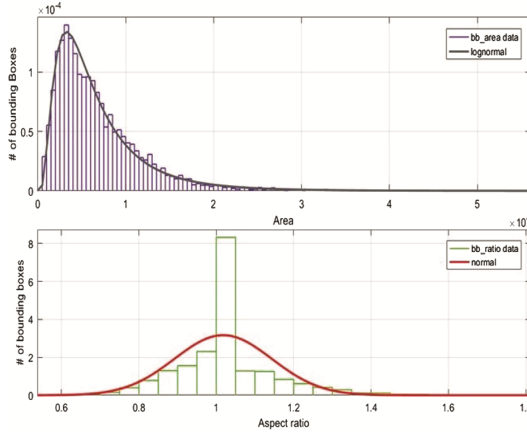 ×10⁻⁴
# of bounding Boxes
1
0.5
0
bb_area data
lognormal
0 1 2 3 4 5
Area
×10
# of bounding boxes
8
6
4
2
0
bb_ratio data
normal
0.6 0.8 1 1.2 1.4 1.6 1.
Aspect ratio